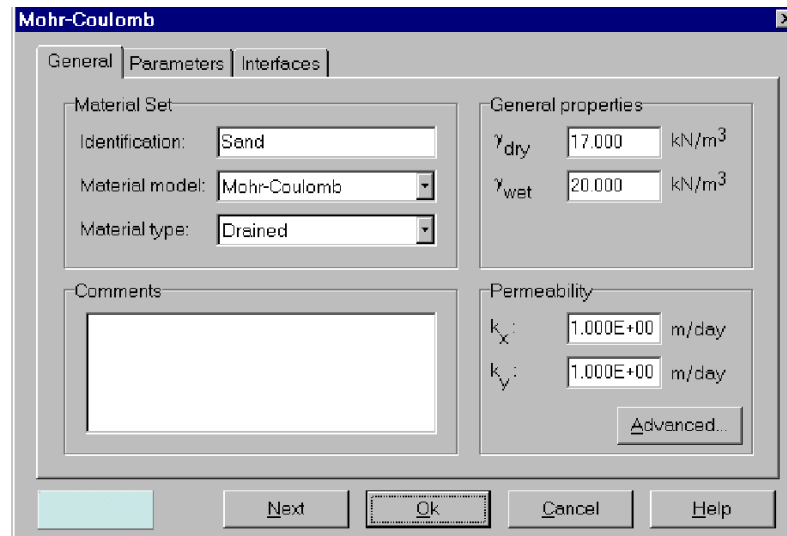 Mohr-Coulomb
General Parameters Interfaces
Material Set
Identification: Sand
Material model: Mohr-Coulomb
Material type: Drained
General properties
γdry 17.000 kN/m3
γwet 20.000 kN/m3
Comments
Permeability
kx: 1.000E+00 m/day
ky: 1.000E+00 m/day
Advanced...
Next Ok Cancel Help